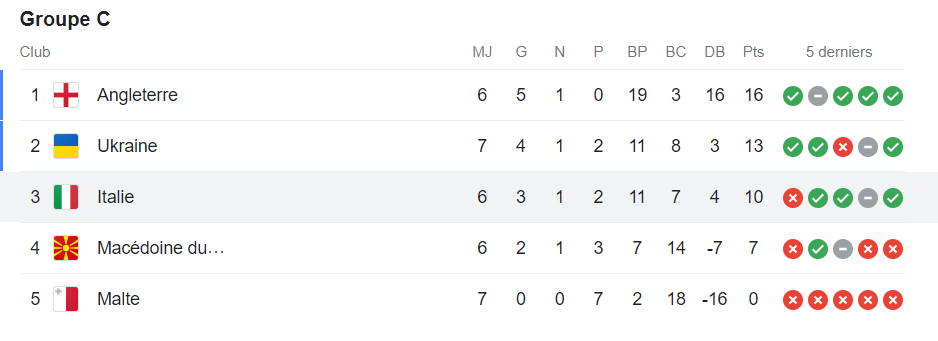 Groupe C
Club MJ G N P BP BC DB Pts 5 derniers
1 Angleterre 6 5 1 0 19 3 16 16
2 Ukraine 7 4 1 2 11 8 3 13
3 Italie 6 3 1 2 11 7 4 10
4 Macédoine du… 6 2 1 3 7 14 -7 7
5 Malte 7 0 0 7 2 18 -16 0